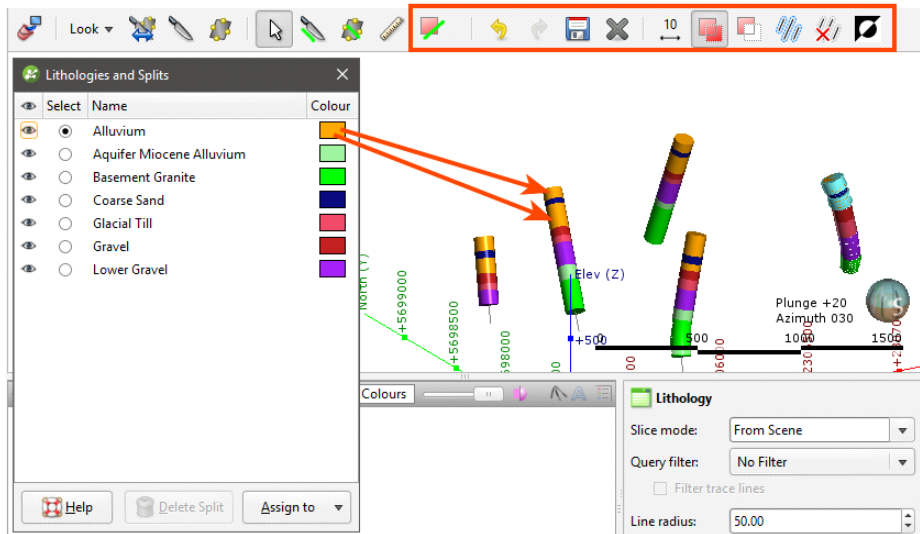 Look
10
Lithologies and Splits
Select Name Colour
Alluvium
Aquifer Miocene Alluvium
Basement Granite
Coarse Sand
Glacial Till
Gravel
Lower Gravel
Help
Delete Split
Assign to
North (Y)
+5699000
+5698500
Elev (Z)
+500
Plunge +20
Azimuth 030
0 500 1000 1500
S
Colours
Lithology
Slice mode: From Scene
Query filter: No Filter
Filter trace lines
Line radius: 50.00